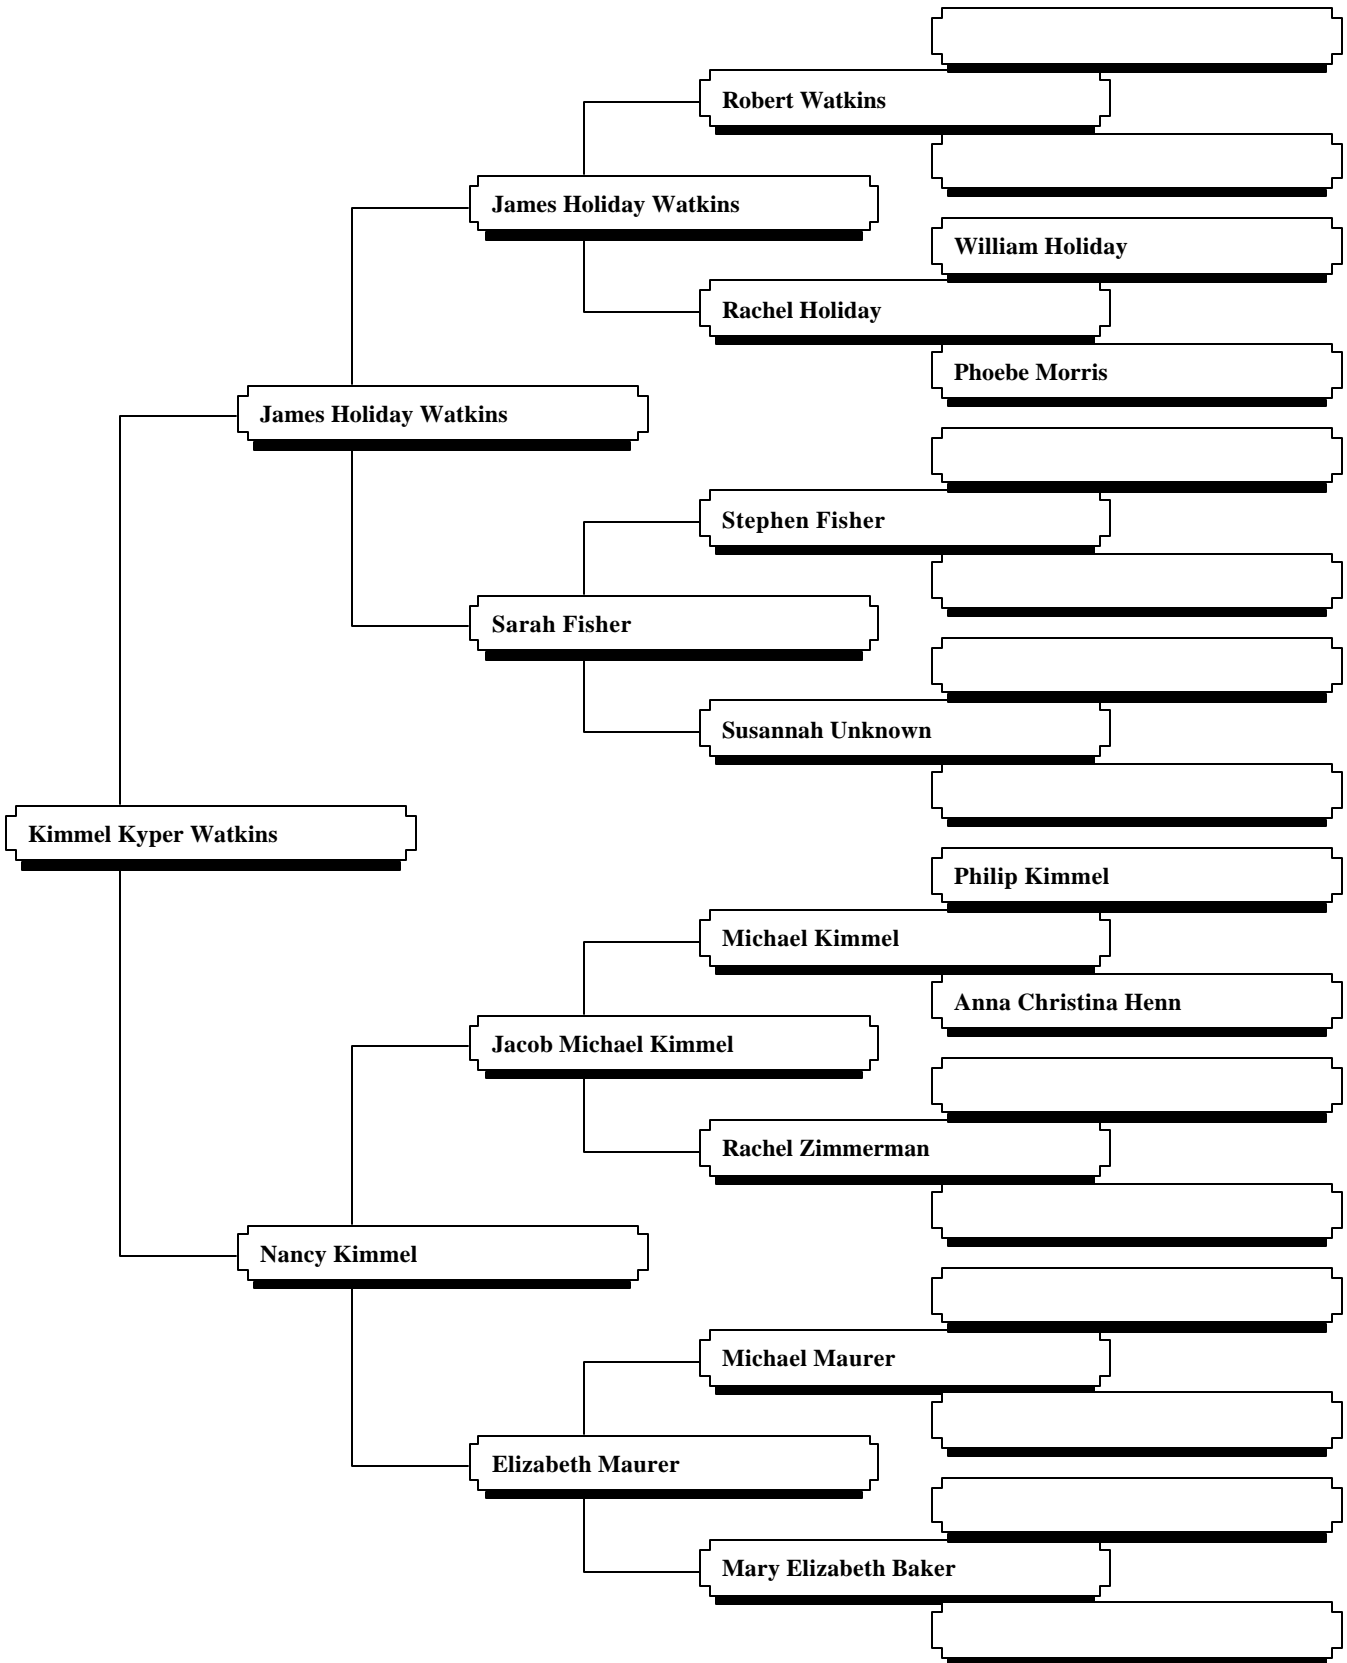 Robert Watkins
James Holiday Watkins
William Holiday
Rachel Holiday
Phoebe Morris
James Holiday Watkins
Stephen Fisher
Sarah Fisher
Susannah Unknown
Kimmel Kyper Watkins
Philip Kimmel
Michael Kimmel
Anna Christina Henn
Jacob Michael Kimmel
Rachel Zimmerman
Nancy Kimmel
Michael Maurer
Elizabeth Maurer
Mary Elizabeth Baker